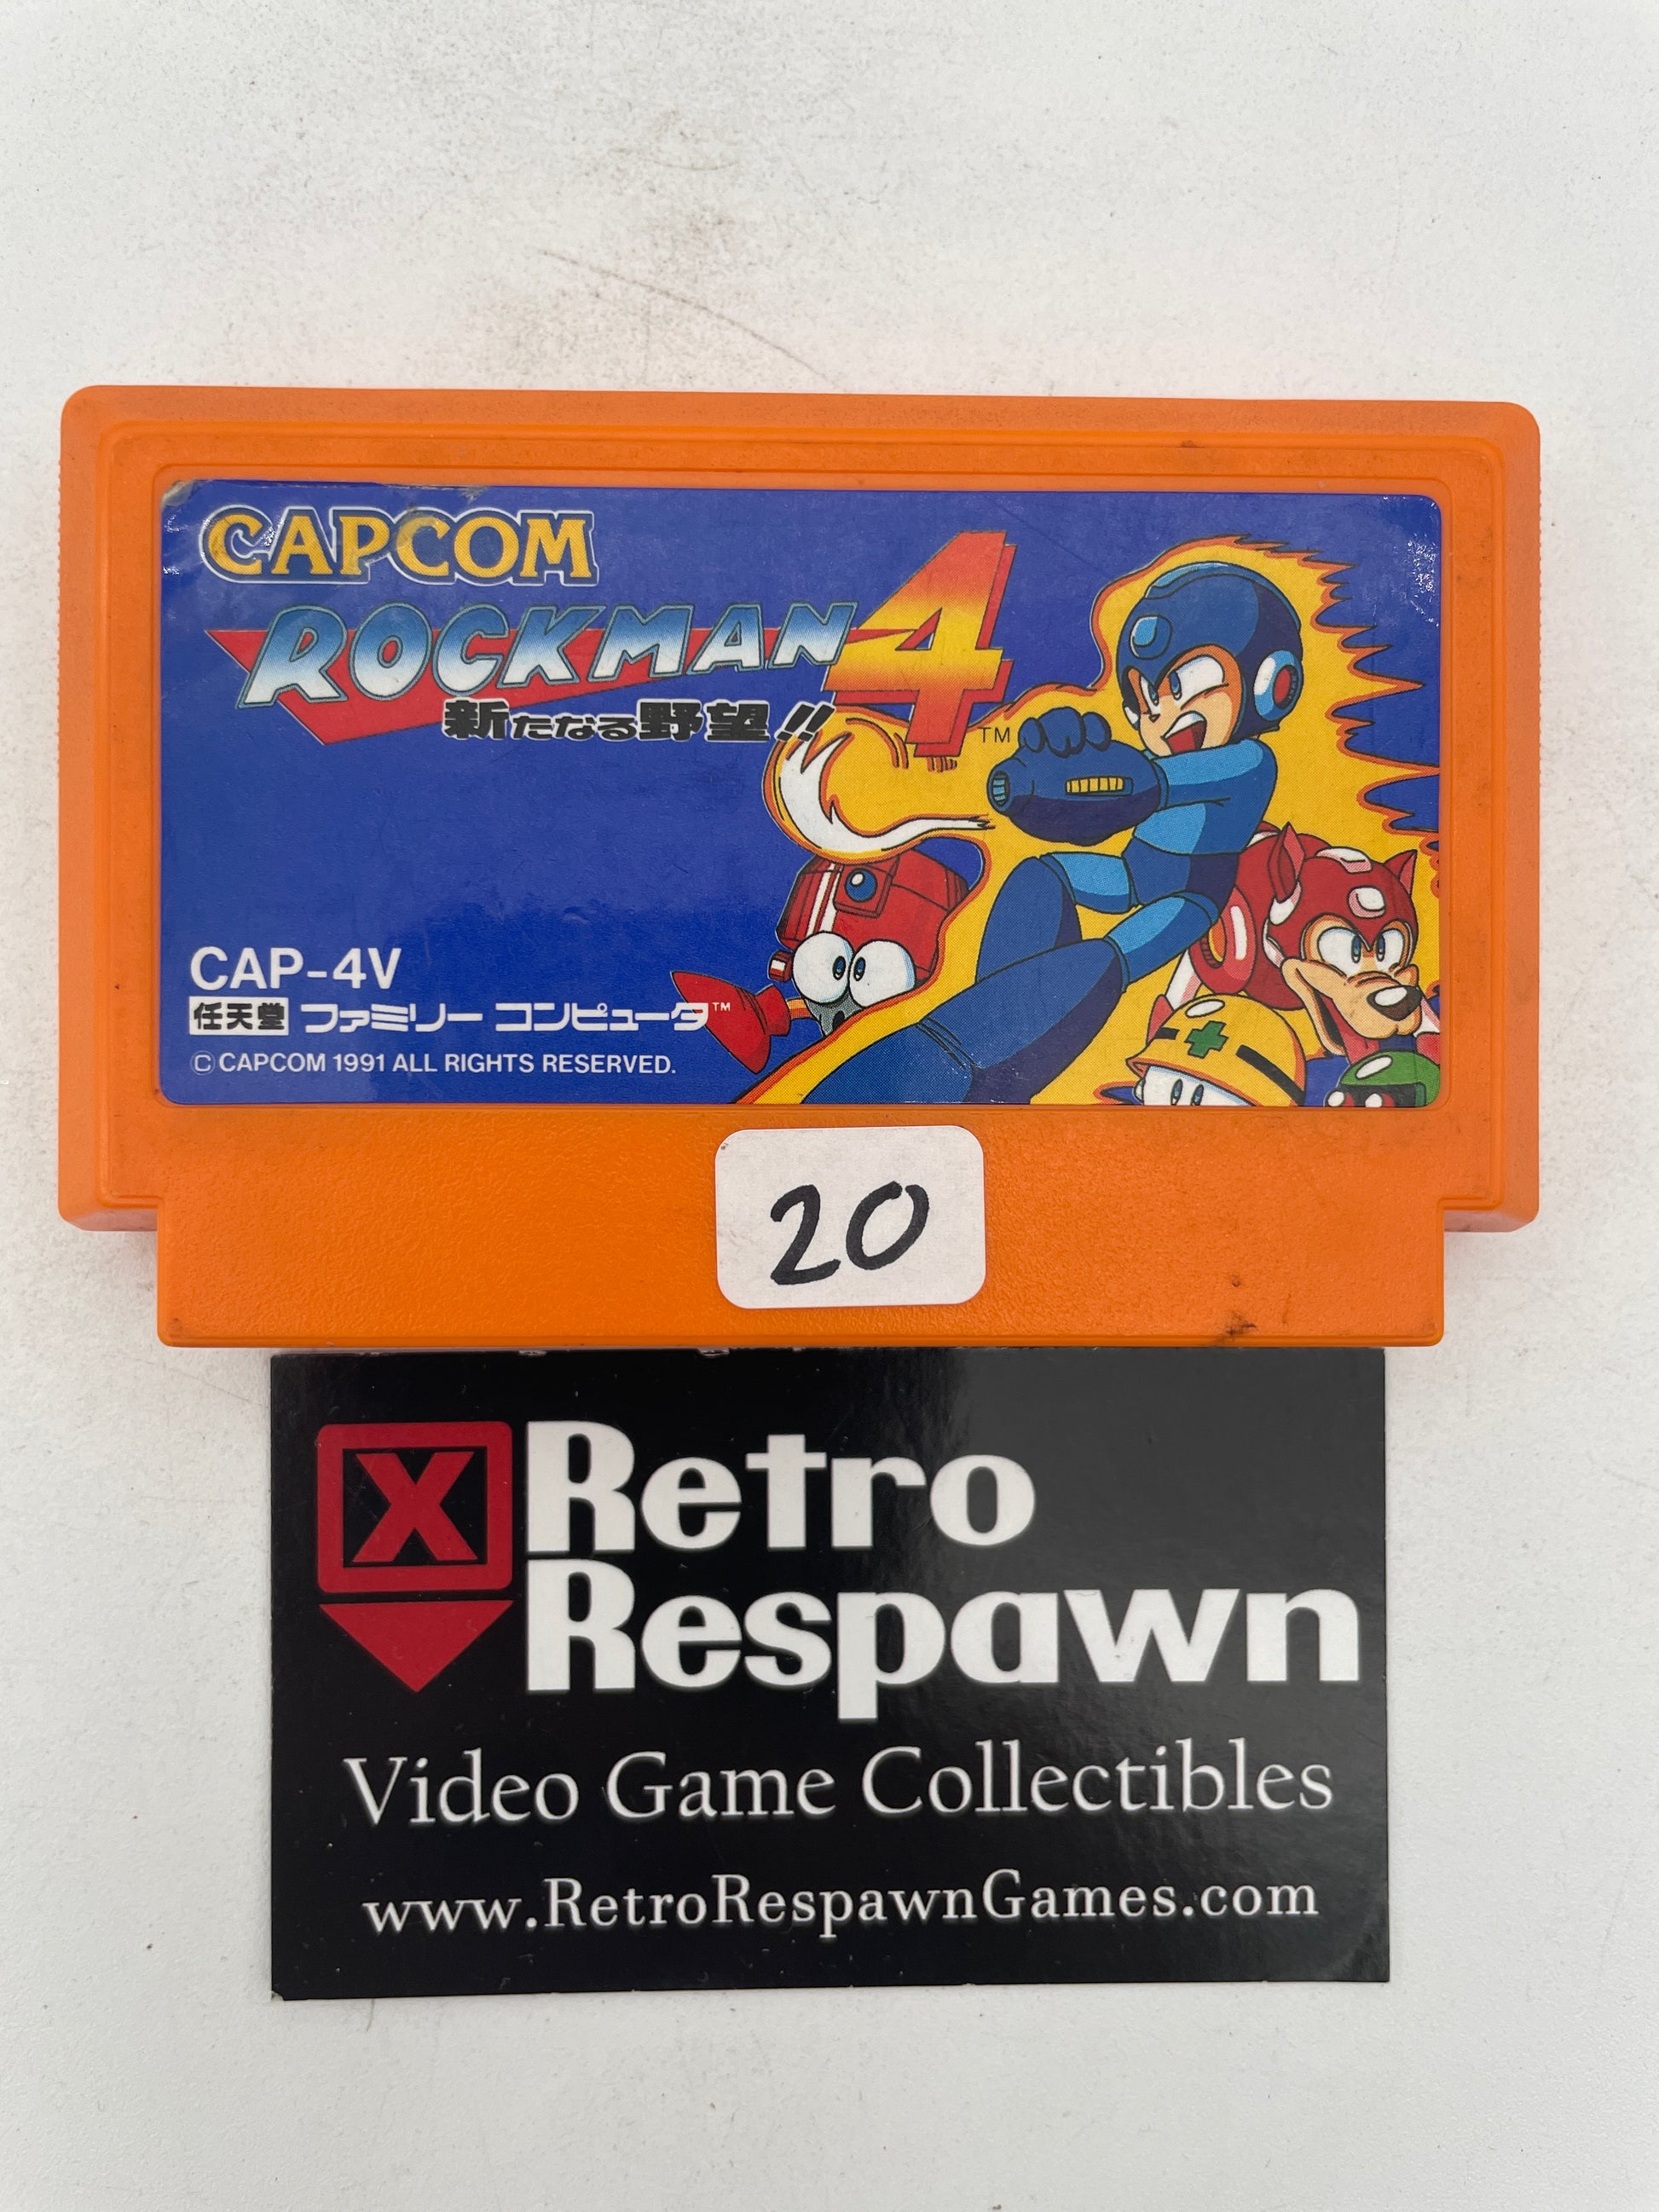 CAPCOM
ROCKMAN 4
新たなる野望!! TM
CAP-4V
任天堂 ファミリー コンピュータ TM
© CAPCOM 1991 ALL RIGHTS RESERVED.
20
X Retro
Respawn
Video Game Collectibles
www.RetroRespawnGames.com